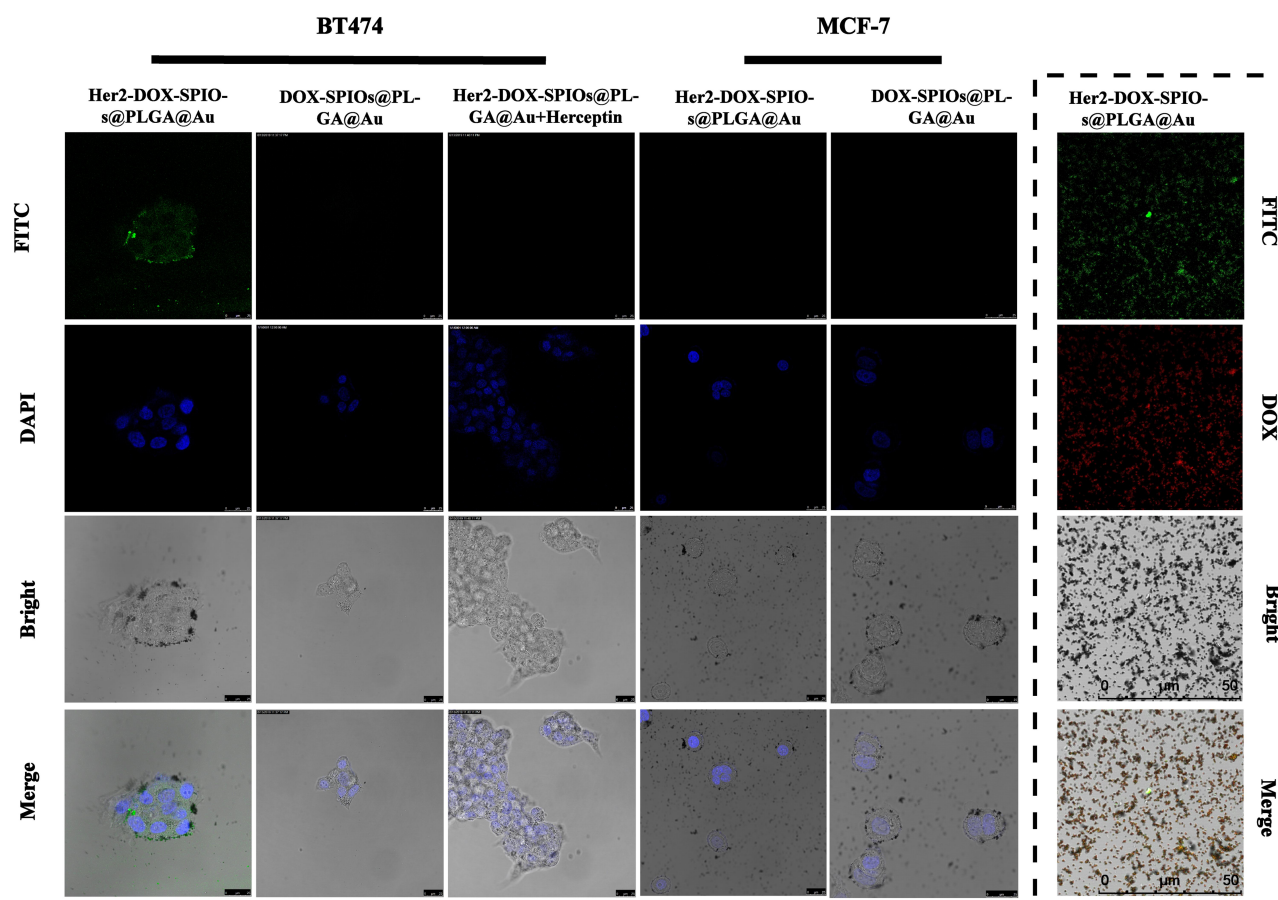 BT474
MCF-7
Her2-DOX-SPIO-
s@PLGA@Au
DOX-SPIOs@PL-
GA@Au
Her2-DOX-SPIOs@PL-
GA@Au+Herceptin
Her2-DOX-SPIO-
s@PLGA@Au
DOX-SPIOs@PL-
GA@Au
Her2-DOX-SPIO-
s@PLGA@Au
FITC
FITC
DAPI
DOX
Bright
Bright
0 µm 50
Merge
Merge
0 µm 50